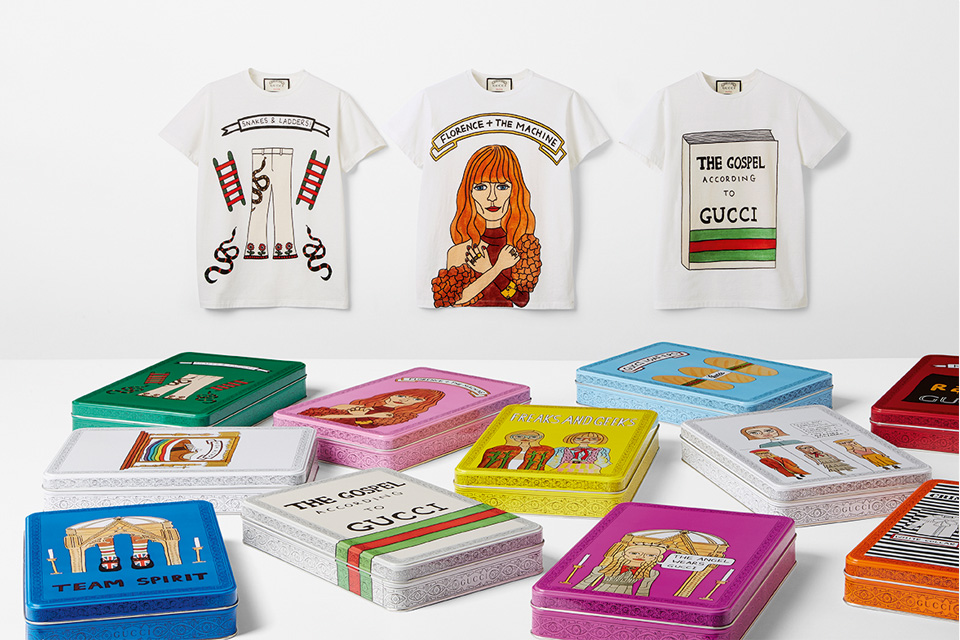 SNAKES & LADDERS!
FLORENCE + THE MACHINE
THE GOSPEL
ACCORDING
TO
GUCCI
FREAKS AND GEEKS
THE GOSPEL
ACCORDING
TO
GUCCI
TEAM SPIRIT
THE ANGEL
WEARS
GUCCI